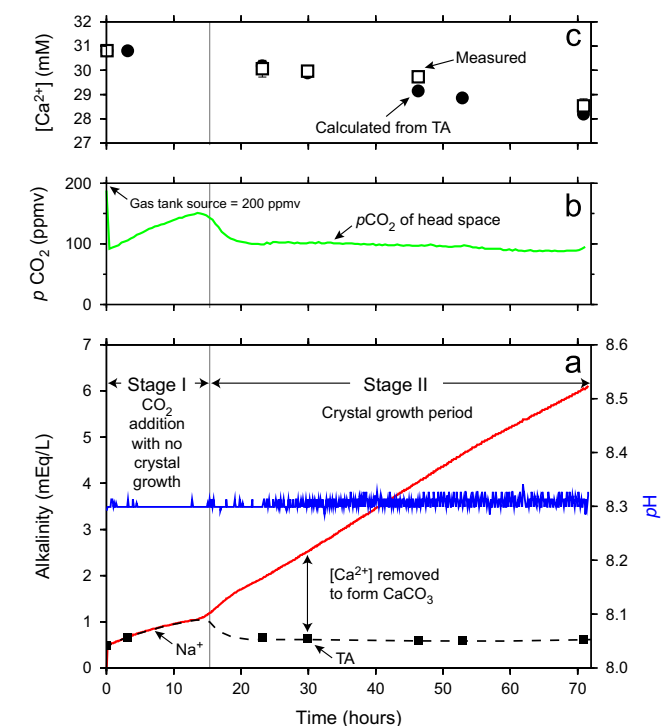 32
c
31
Measured
30
29
28
Calculated from TA
27
[Ca²⁺] (mM)
200
b
Gas tank source = 200 ppmv
pCO₂ of head space
100
0
p CO₂ (ppmv)
7
8.6
a
Stage I
Stage II
6
8.5
CO₂
Crystal growth period
addition
with no
crystal
growth
5
8.4
4
8.3
3
8.2
[Ca²⁺] removed
to form CaCO₃
2
8.1
1
Na⁺
TA
0
8.0
Alkalinity (mEq/L)
pH
0 10 20 30 40 50 60 70
Time (hours)